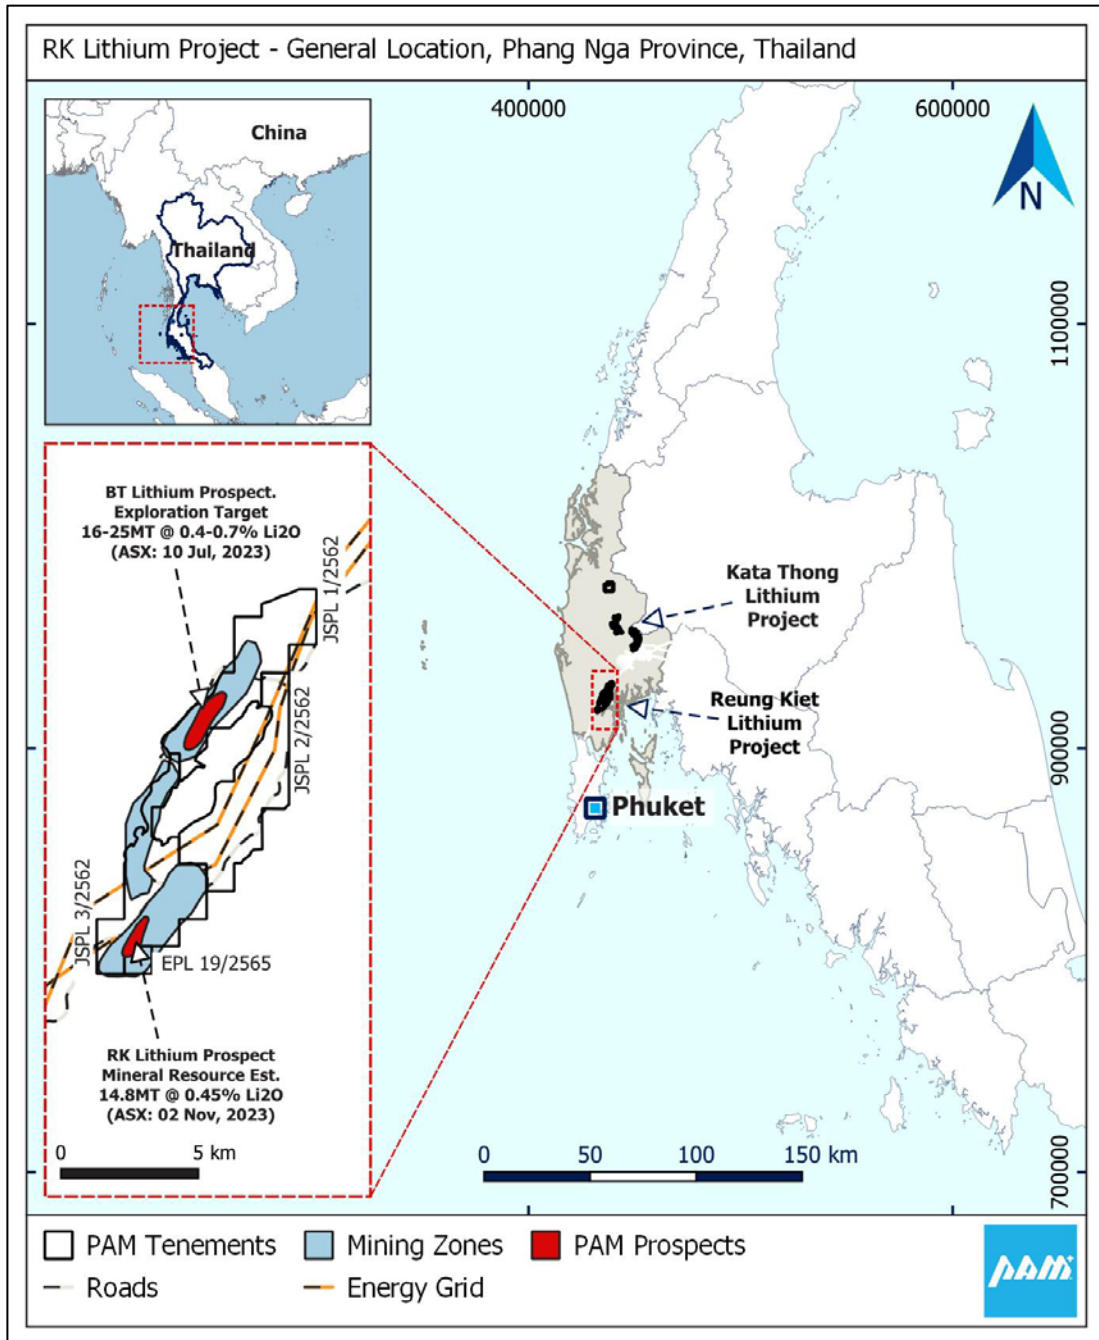 RK Lithium Project - General Location, Phang Nga Province, Thailand
400000
600000
China
Thailand
N
1100000
BT Lithium Prospect.
Exploration Target
16-25MT @ 0.4-0.7% Li2O
(ASX: 10 Jul, 2023)
JSPL 1/2562
JSPL 2/2562
JSPL 3/2562
EPL 19/2565
RK Lithium Prospect
Mineral Resource Est.
14.8MT @ 0.45% Li2O
(ASX: 02 Nov, 2023)
0
5 km
Kata Thong
Lithium
Project
Reung Kiet
Lithium
Project
900000
Phuket
0
50
100
150 km
700000
PAM Tenements
Mining Zones
PAM Prospects
Roads
Energy Grid
PAM